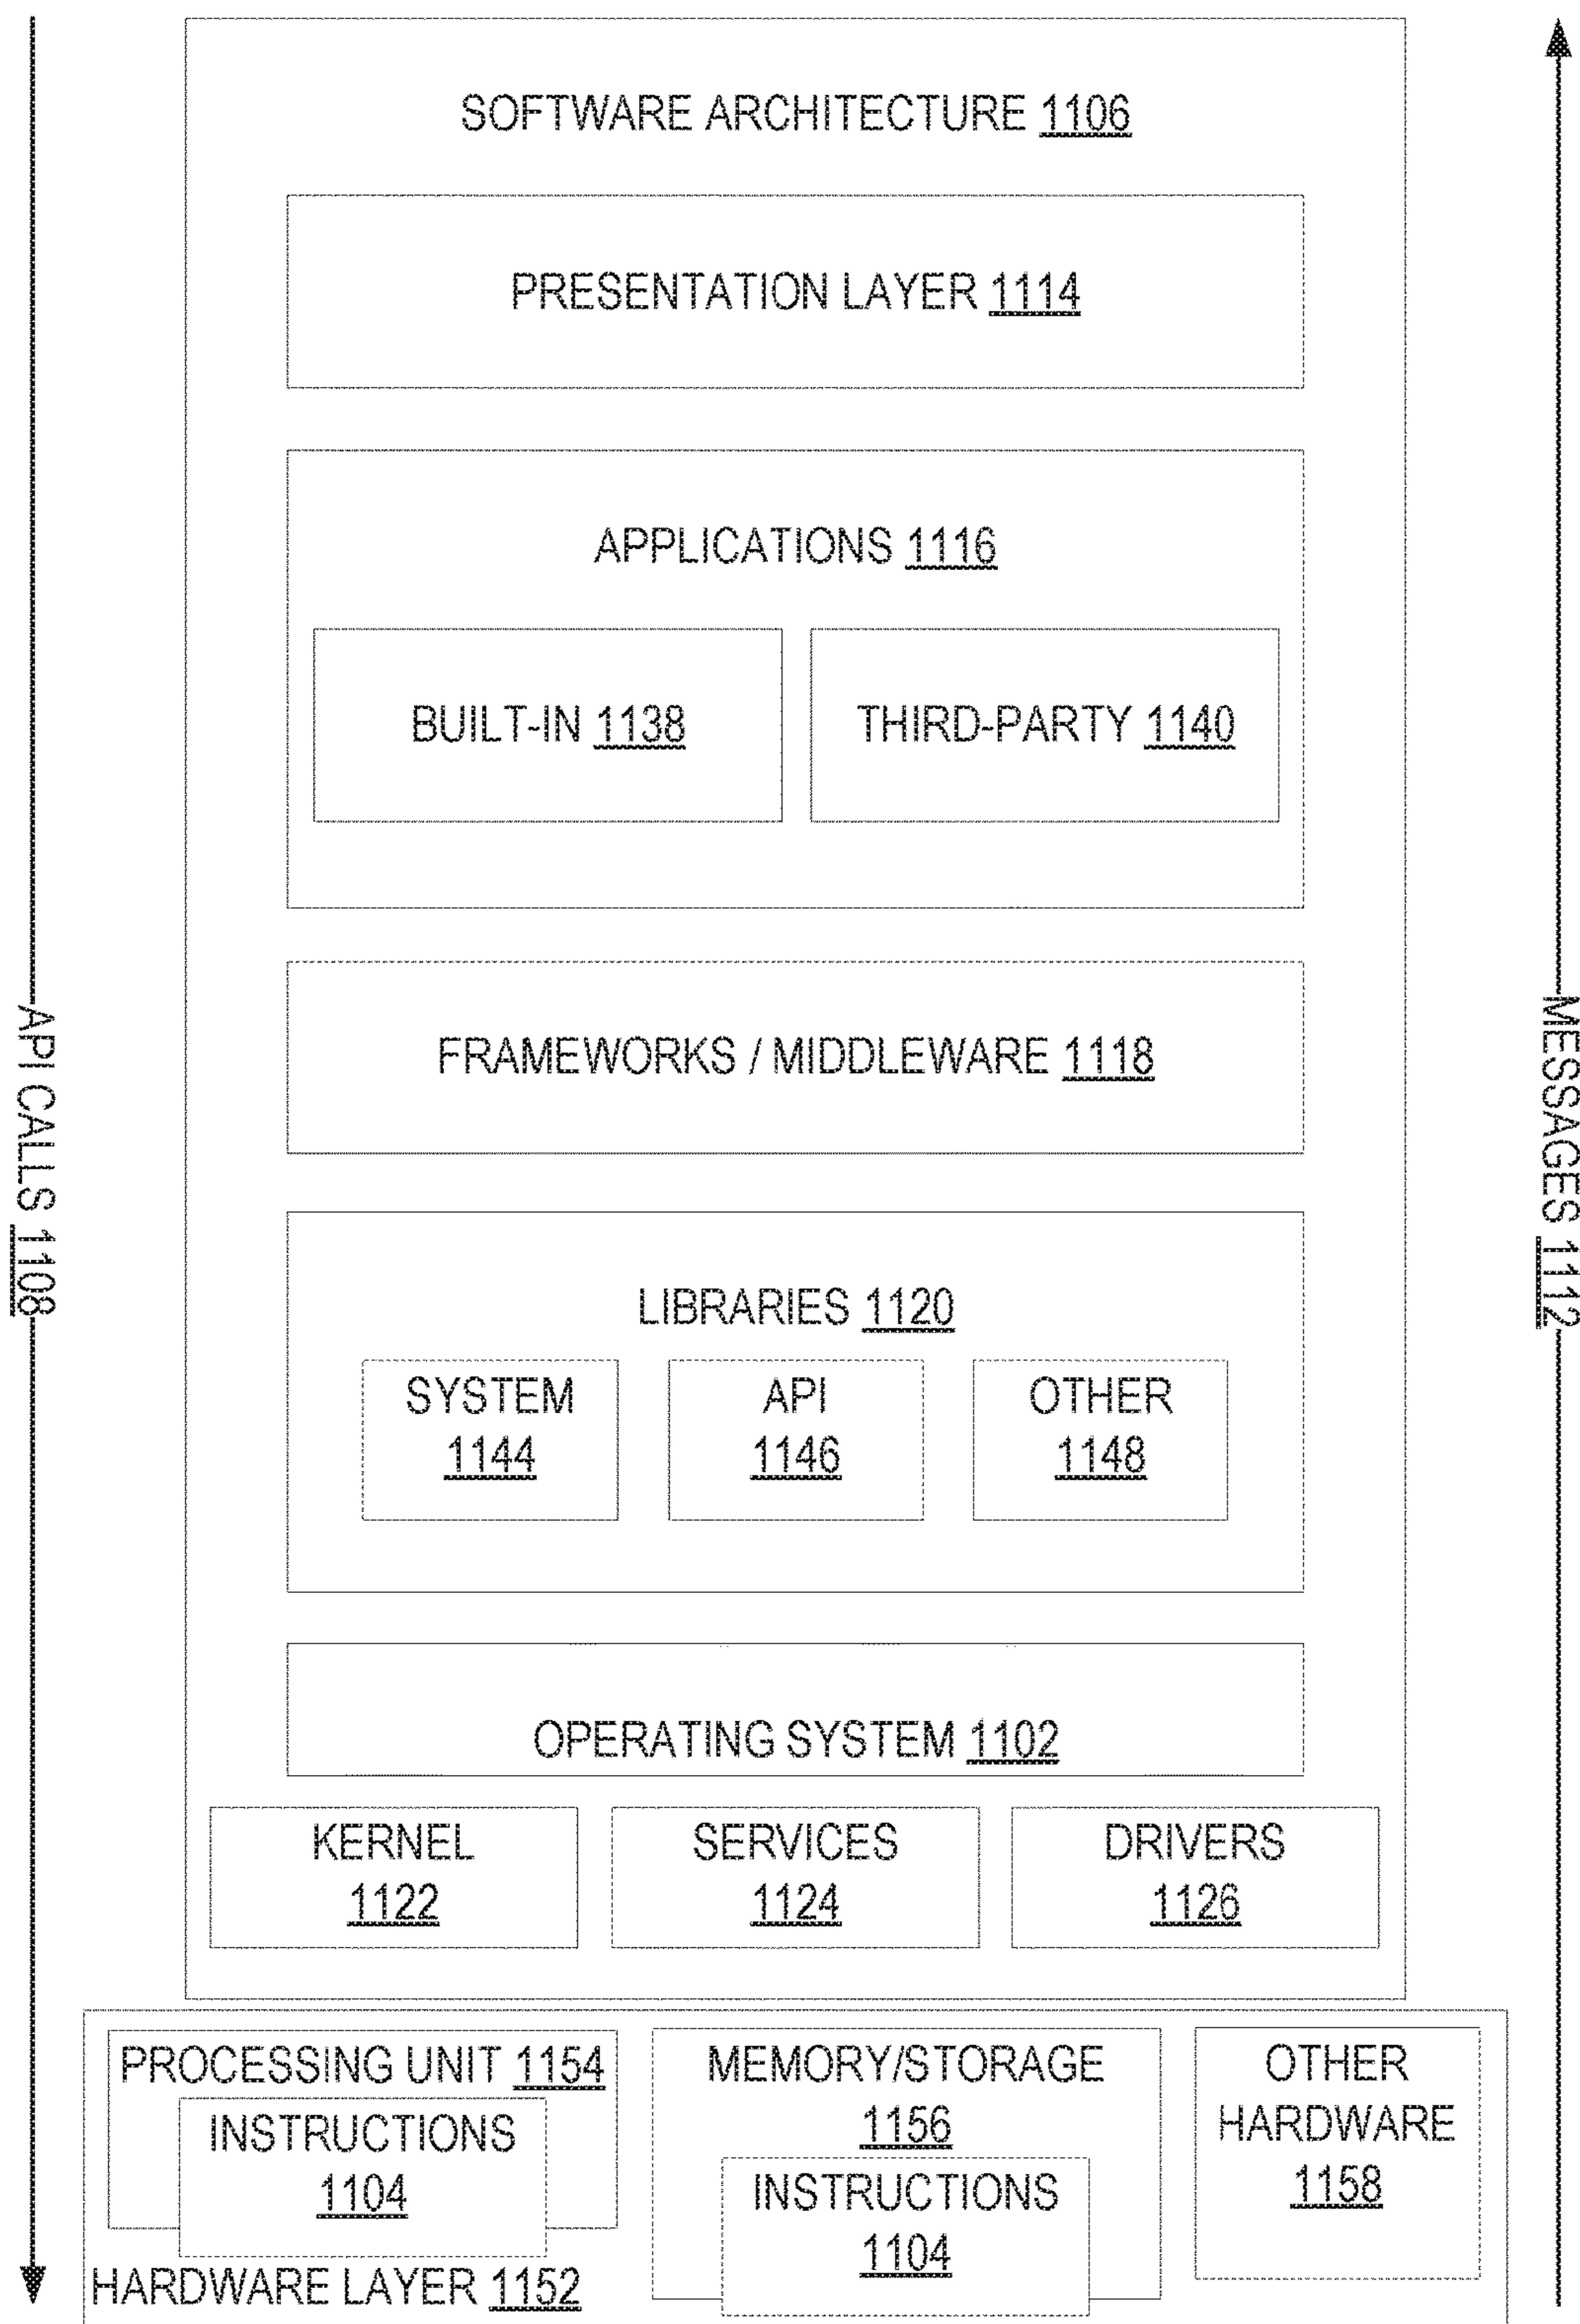 SOFTWARE ARCHITECTURE 1106
PRESENTATION LAYER 1114
APPLICATIONS 1116
BUILT-IN 1138
THIRD-PARTY 1140
FRAMEWORKS / MIDDLEWARE 1118
API CALLS 1108
MESSAGES 1112
LIBRARIES 1120
SYSTEM
1144
API
1146
OTHER
1148
OPERATING SYSTEM 1102
KERNEL
1122
SERVICES
1124
DRIVERS
1126
PROCESSING UNIT 1154
INSTRUCTIONS
1104
MEMORY/STORAGE
1156
INSTRUCTIONS
1104
OTHER
HARDWARE
1158
HARDWARE LAYER 1152